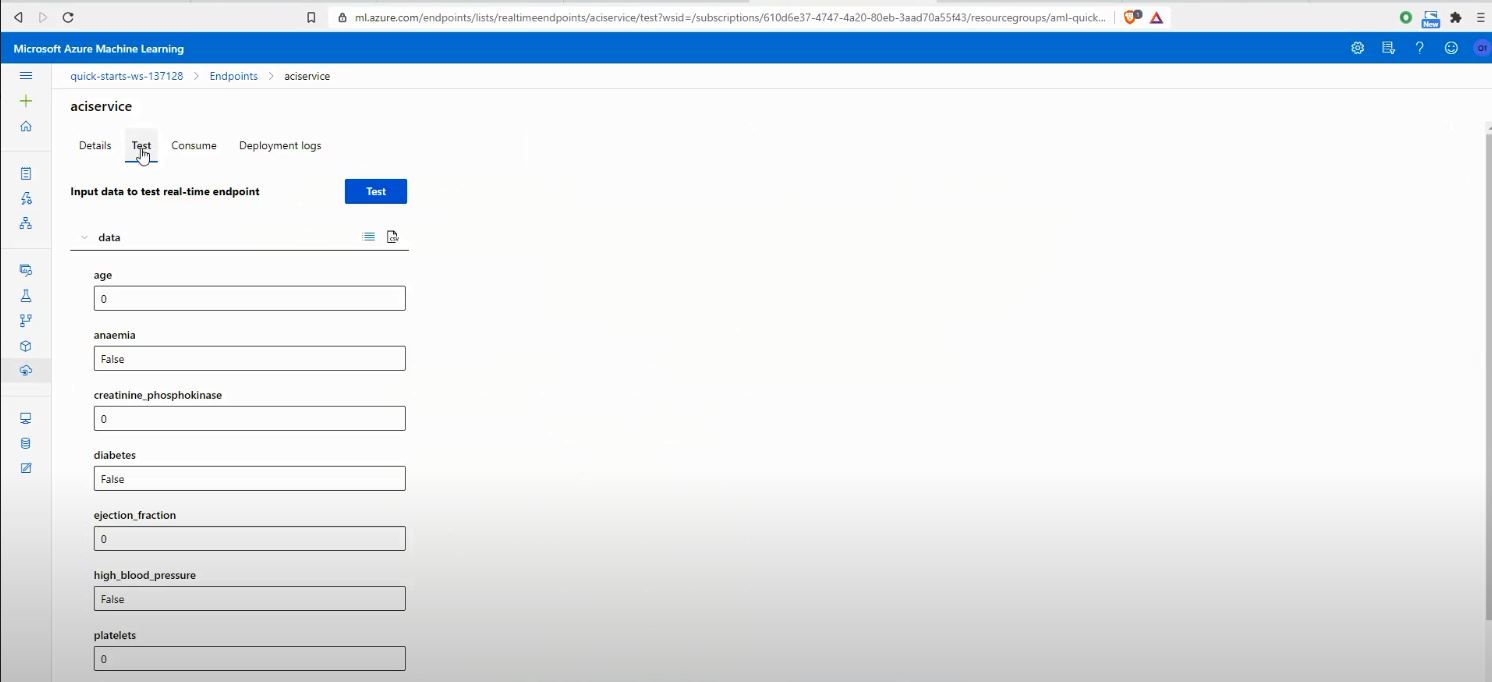 ml.azure.com/endpoints/lists/realtimeendpoints/aciservice/test?wsid=/subscriptions/610d6e37-4747-4a20-80eb-3aad70a55f43/resourcegroups/aml-quick...
New
Microsoft Azure Machine Learning
quick-starts-ws-137128 > Endpoints > aciservice
aciservice
Details Test Consume Deployment logs
Input data to test real-time endpoint Test
data
age
0
anaemia
False
creatinine_phosphokinase
0
diabetes
False
ejection_fraction
0
high_blood_pressure
False
platelets
0